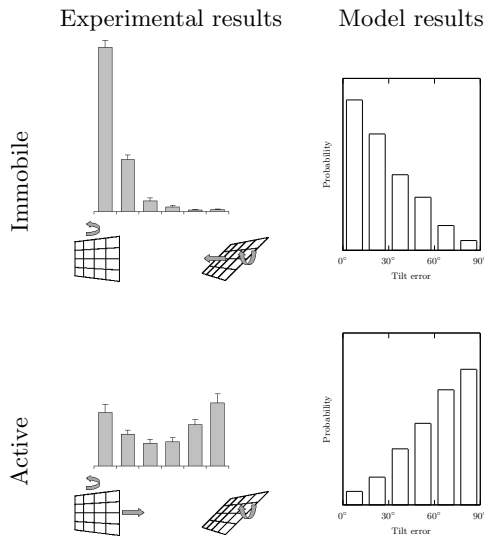 Experimental results
Model results
Immobile
Probability
0° 30° 60° 90°
Tilt error
Active
Probability
0° 30° 60° 90°
Tilt error